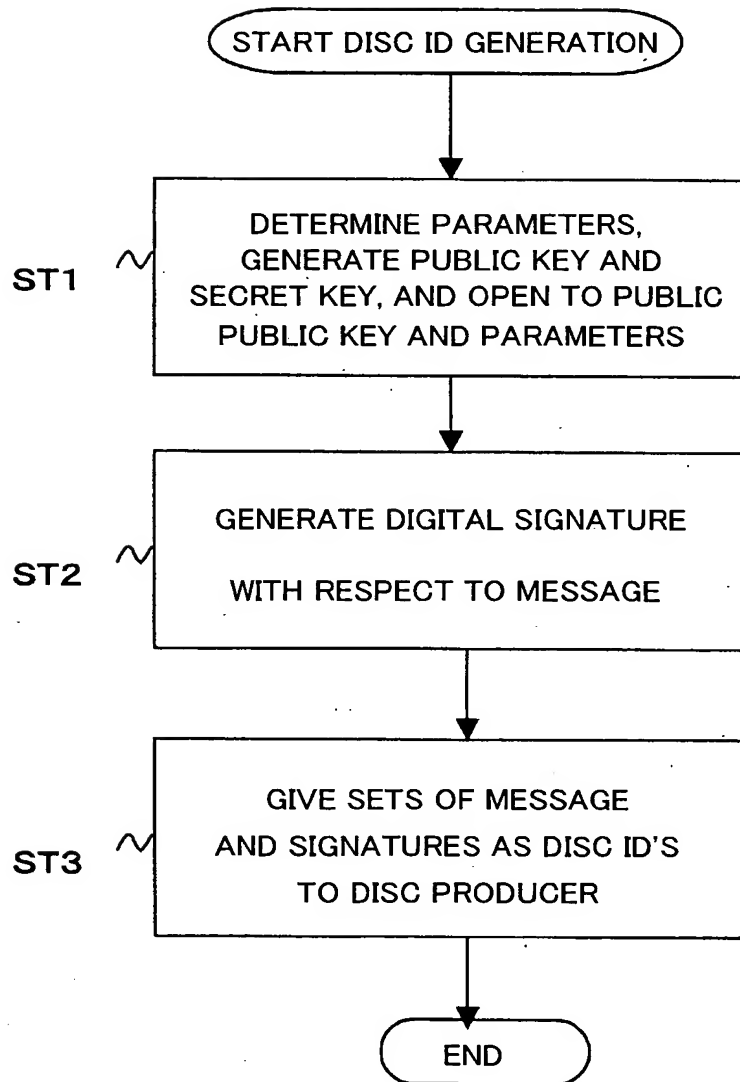 START DISC ID GENERATION
ST1
DETERMINE PARAMETERS,
GENERATE PUBLIC KEY AND
SECRET KEY, AND OPEN TO PUBLIC
PUBLIC KEY AND PARAMETERS
ST2
GENERATE DIGITAL SIGNATURE
WITH RESPECT TO MESSAGE
ST3
GIVE SETS OF MESSAGE
AND SIGNATURES AS DISC ID'S
TO DISC PRODUCER
END